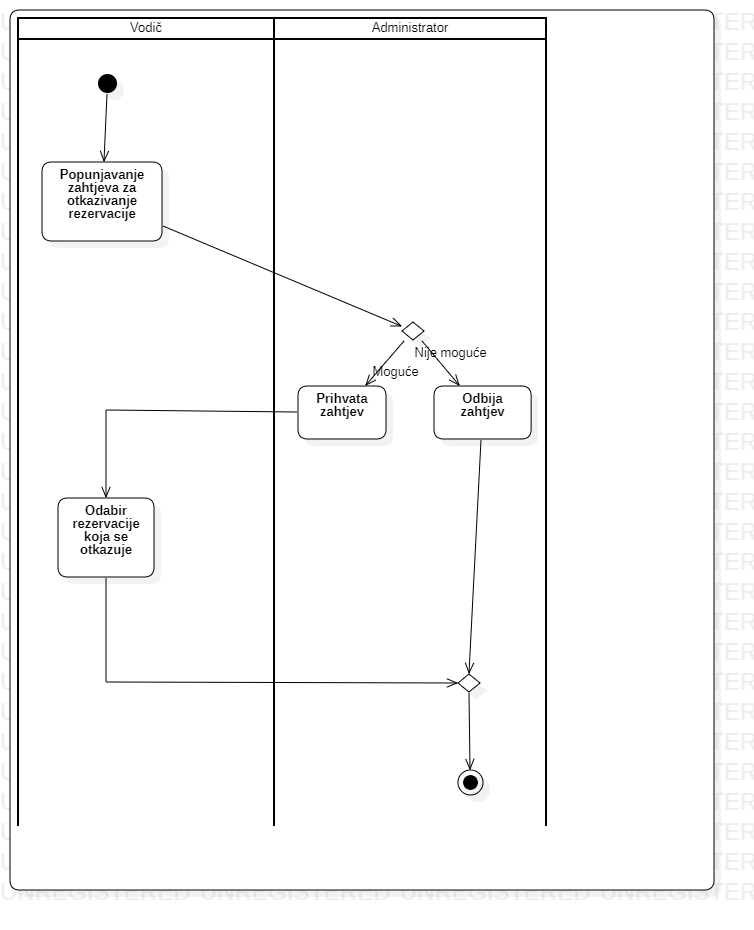 Vodič
Administrator
Popunjavanje
zahtjeva za
otkazivanje
rezervacije
Nije moguće
Moguće
Prihvata
zahtjev
Odbija
zahtjev
Odabir
rezervacije
koja se
otkazuje
UNREGISTERED UNREGISTERED UNREGISTERED UNREGISTERED